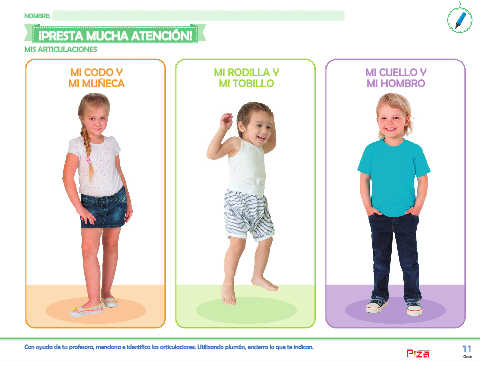 NOMBRE:
¡PRESTA MUCHA ATENCIÓN!
MIS ARTICULACIONES
MI CODO Y
MI MUÑECA
MI RODILLA Y
MI TOBILLO
MI CUELLO Y
MI HOMBRO
Con ayuda de tu profesora, menciona e identifica las articulaciones. Utilizando plumón, encierra lo que te indican.
11